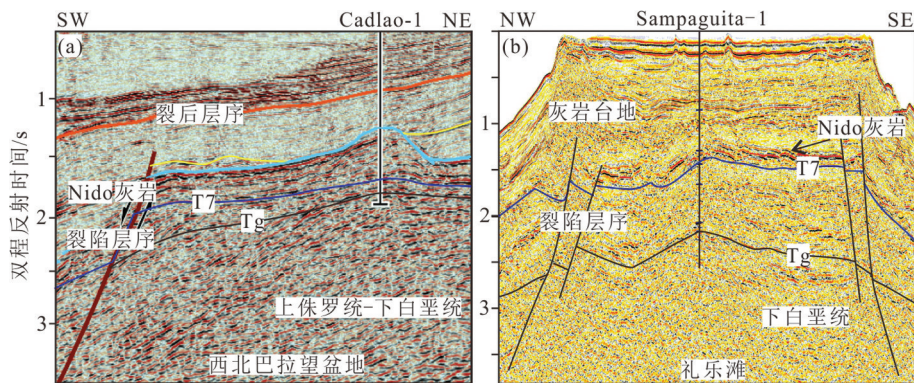 SW
Cadlao-1
NE
(a)
裂后层序
Nido灰岩
T7
裂陷层序
Tg
上侏罗统-下白垩统
西北巴拉望盆地
双程反射时间/s
1
2
3
NW
Sampaguita-1
SE
(b)
灰岩台地
Nido灰岩
T7
裂陷层序
Tg
下白垩统
礼乐滩
1
2
3